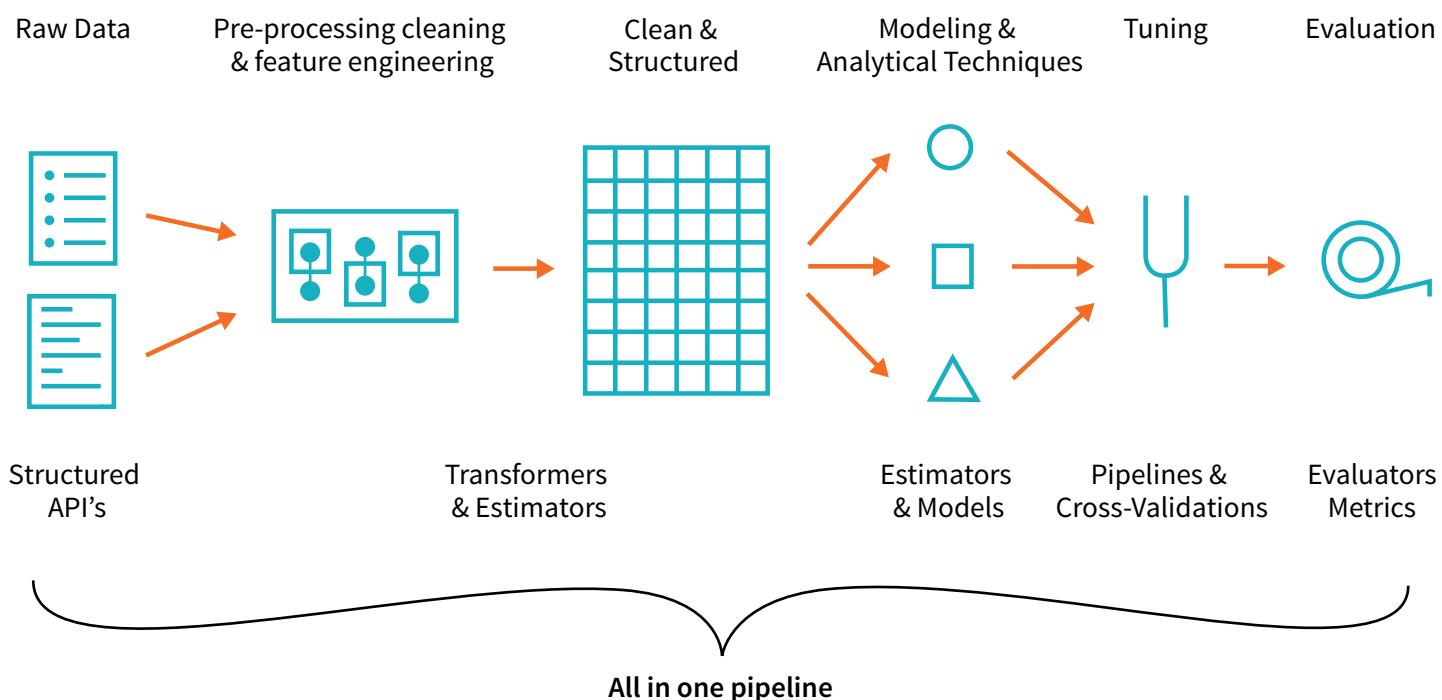 Raw Data
Pre-processing cleaning
& feature engineering
Clean &
Structured
Modeling &
Analytical Techniques
Tuning
Evaluation
Structured
API’s
Transformers
& Estimators
Estimators
& Models
Pipelines &
Cross-Validations
Evaluators
Metrics
All in one pipeline